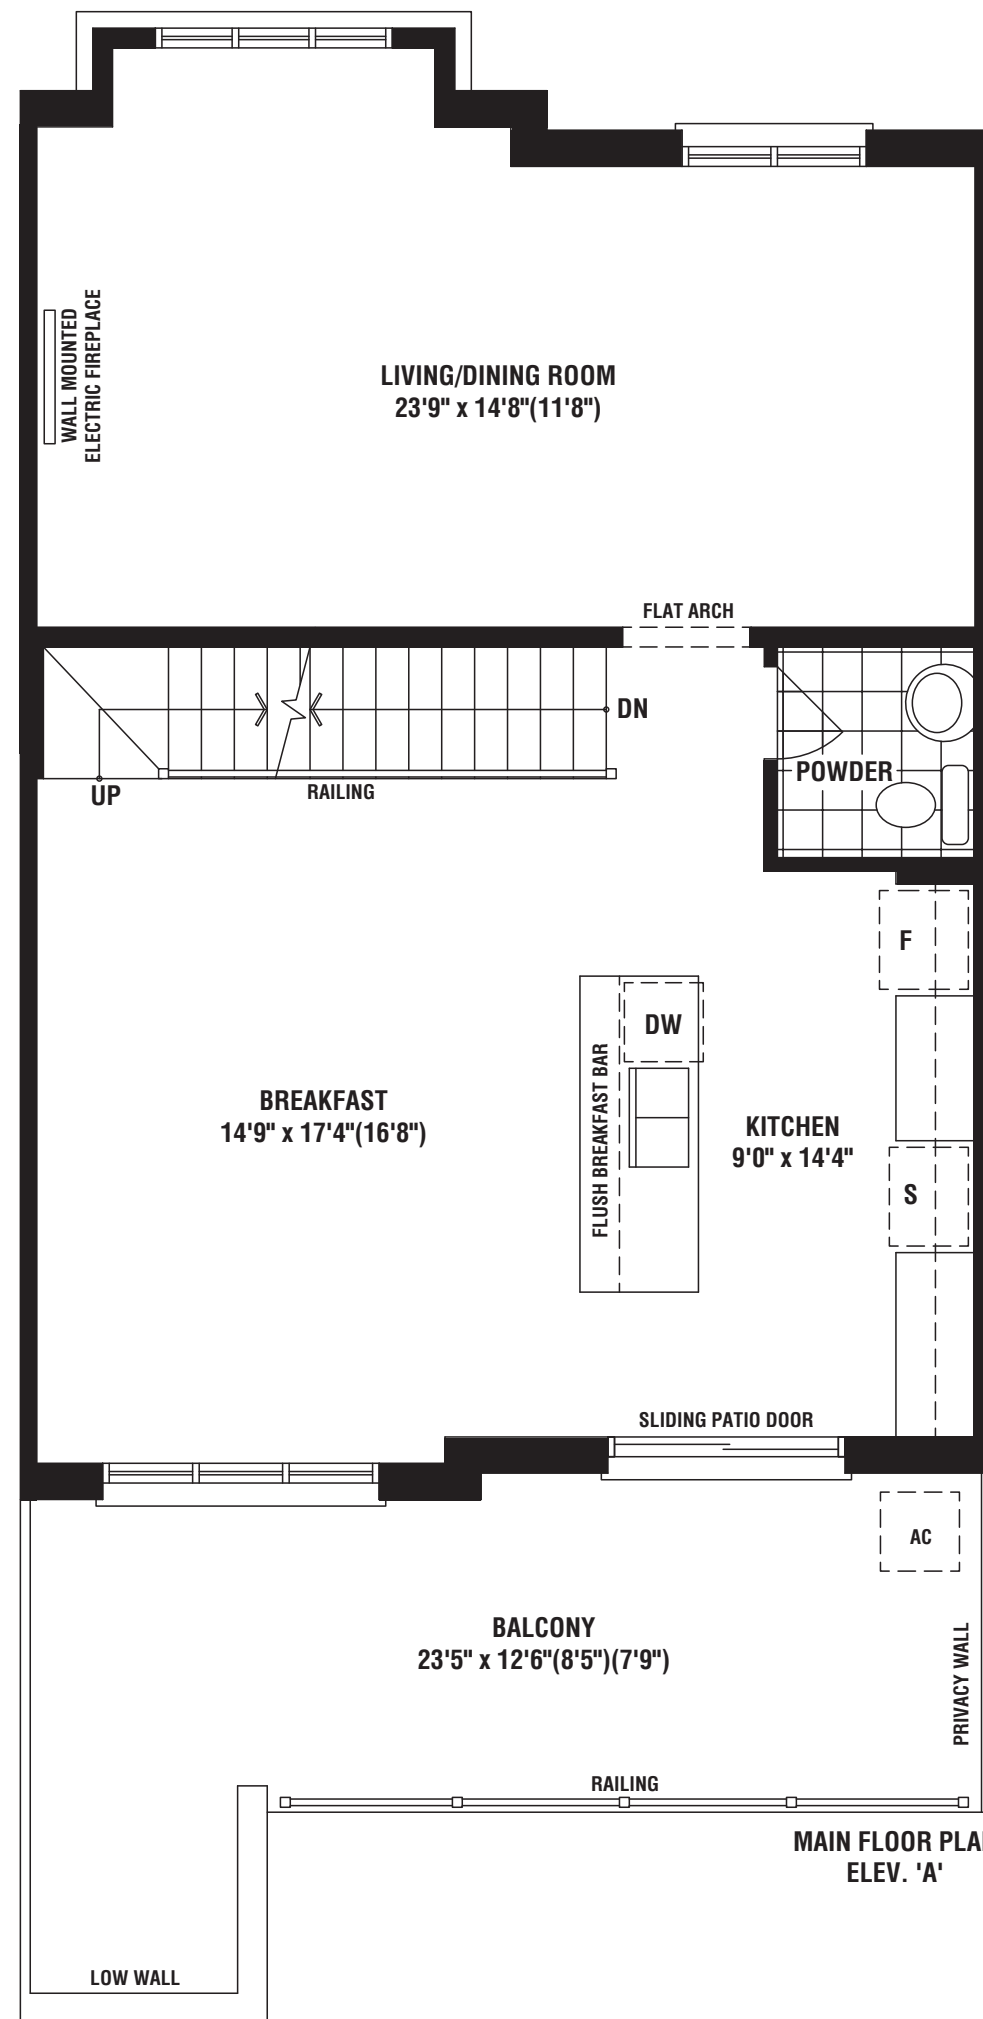 WALL MOUNTED
ELECTRIC FIREPLACE
LIVING/DINING ROOM
23'9" x 14'8"(11'8")
FLAT ARCH
DN
UP
RAILING
POWDER
F
DW
FLUSH BREAKFAST BAR
BREAKFAST
14'9" x 17'4"(16'8")
KITCHEN
9'0" x 14'4"
S
SLIDING PATIO DOOR
AC
BALCONY
23'5" x 12'6"(8'5")(7'9")
PRIVACY WALL
RAILING
MAIN FLOOR PLA
ELEV. 'A'
LOW WALL